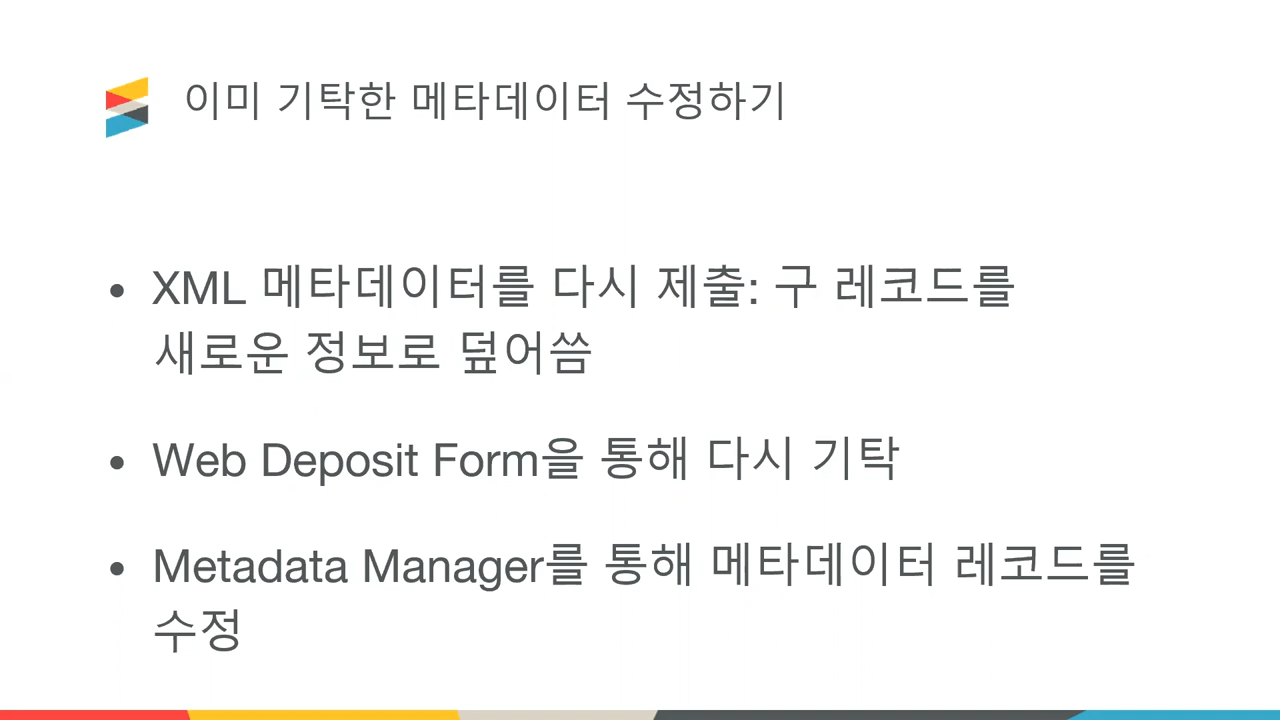 이미 기탁한 메타데이터 수정하기
• XML 메타데이터를 다시 제출: 구 레코드를
새로운 정보로 덮어씀
• Web Deposit Form을 통해 다시 기탁
• Metadata Manager를 통해 메타데이터 레코드를
수정